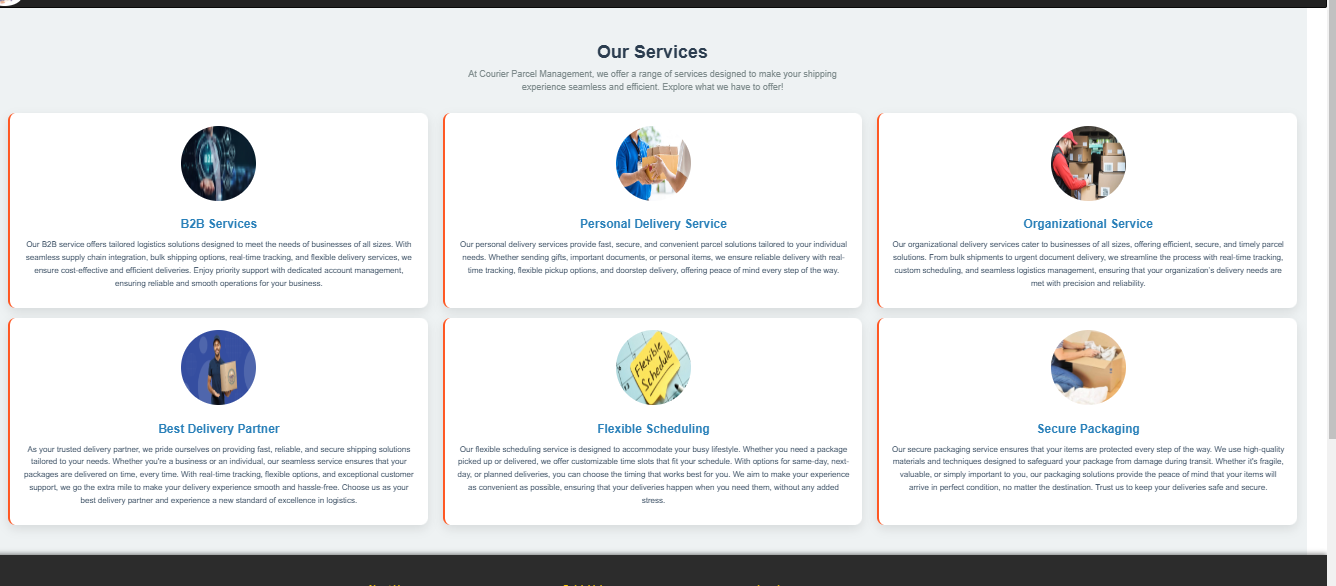 Our Services
At Courier Parcel Management, we offer a range of services designed to make your shipping
experience seamless and efficient. Explore what we have to offer!
B2B Services
Our B2B service offers tailored logistics solutions designed to meet the needs of businesses of all sizes. With
seamless supply chain integration, bulk shipping options, real-time tracking, and flexible delivery services, we
ensure cost-effective and efficient deliveries. Enjoy priority support with dedicated account management,
ensuring reliable and smooth operations for your business.
Personal Delivery Service
Our personal delivery services provide fast, secure, and convenient parcel solutions tailored to your individual
needs. Whether sending gifts, important documents, or personal items, we ensure reliable delivery with real-
time tracking, flexible pickup options, and doorstep delivery, offering peace of mind every step of the way.
Organizational Service
Our organizational delivery services cater to businesses of all sizes, offering efficient, secure, and timely parcel
solutions. From bulk shipments to urgent document delivery, we streamline the process with real-time tracking,
custom scheduling, and seamless logistics management, ensuring that your organization's delivery needs are
met with precision and reliability.
Best Delivery Partner
As your trusted delivery partner, we pride ourselves on providing fast, reliable, and secure shipping solutions
tailored to your needs. Whether you're a business or an individual, our seamless service ensures that your
packages are delivered on time, every time. With real-time tracking, flexible options, and exceptional customer
support, we go the extra mile to make your delivery experience smooth and hassle-free. Choose us as your
best delivery partner and experience a new standard of excellence in logistics.
Flexible
Schedule
Flexible Scheduling
Our flexible scheduling service is designed to accommodate your busy lifestyle. Whether you need a package
picked up or delivered, we offer customizable time slots that fit your schedule. With options for same-day, next-
day, or planned deliveries, you can choose the timing that works best for you. We aim to make your experience
as convenient as possible, ensuring that your deliveries happen when you need them, without any added
stress.
Secure Packaging
Our secure packaging service ensures that your items are protected every step of the way. We use high-quality
materials and techniques designed to safeguard your package from damage during transit. Whether it's fragile,
valuable, or simply important to you, our packaging solutions provide the peace of mind that your items will
arrive in perfect condition, no matter the destination. Trust us to keep your deliveries safe and secure.